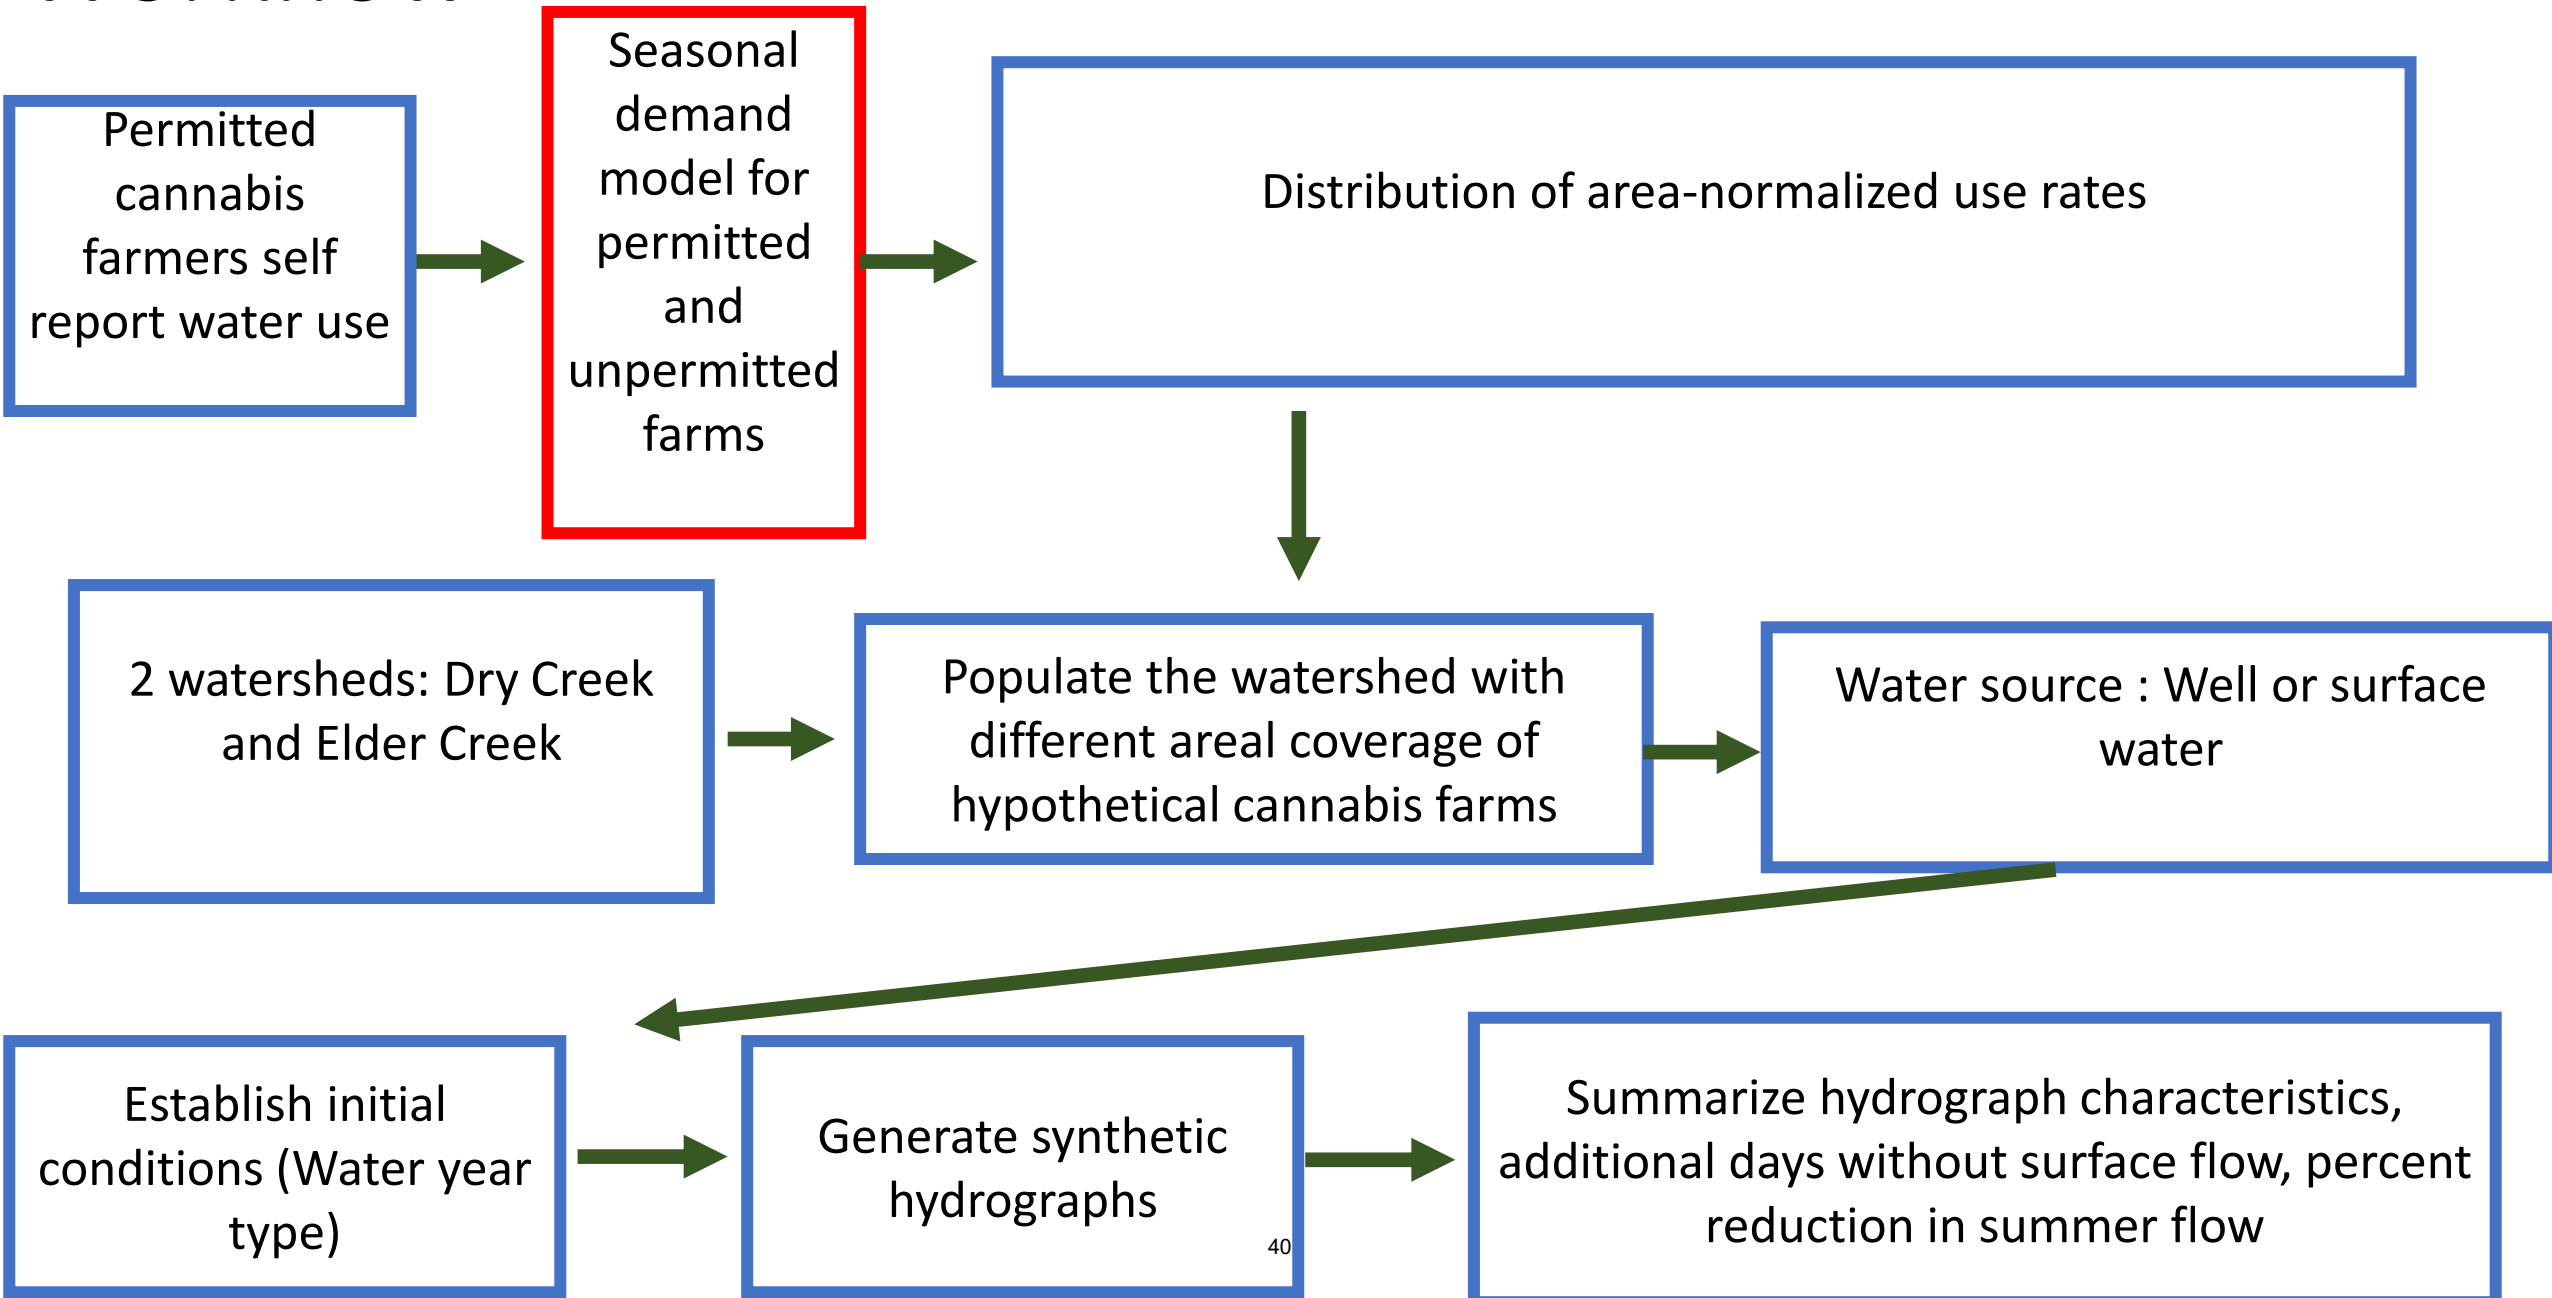 Permitted
cannabis
farmers self
report water use
Seasonal
demand
model for
permitted
and
unpermitted
farms
Distribution of area-normalized use rates
2 watersheds: Dry Creek
and Elder Creek
Populate the watershed with
different areal coverage of
hypothetical cannabis farms
Water source : Well or surface
water
Establish initial
conditions (Water year
type)
Generate synthetic
hydrographs
40
Summarize hydrograph characteristics,
additional days without surface flow, percent
reduction in summer flow